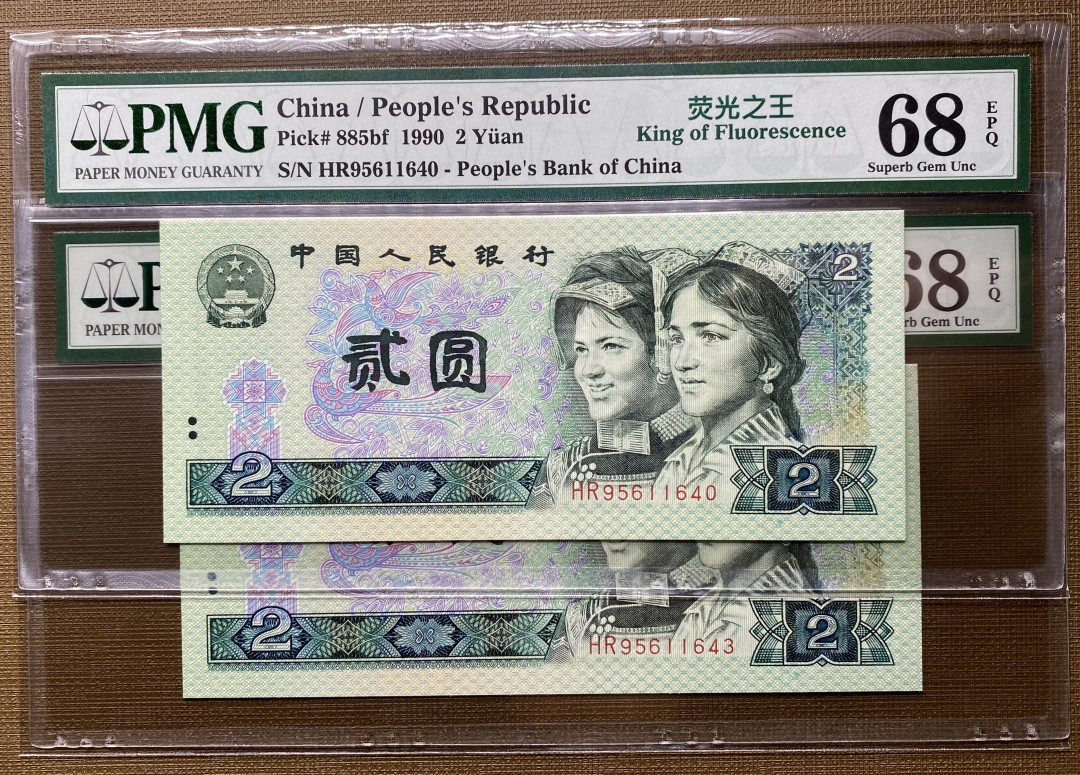 PMG
PAPER MONEY GUARANTY
China / People's Republic
Pick# 885bf 1990 2 Yüan
S/N HR95611640 - People's Bank of China
荧光之王
King of Fluorescence
68
EPQ
Superb Gem Unc
P
PAPER MON
68
EPQ
rb Gem Unc
中国人民银行
2
贰圆
2
HR95611640
2
2
HR95611643
2